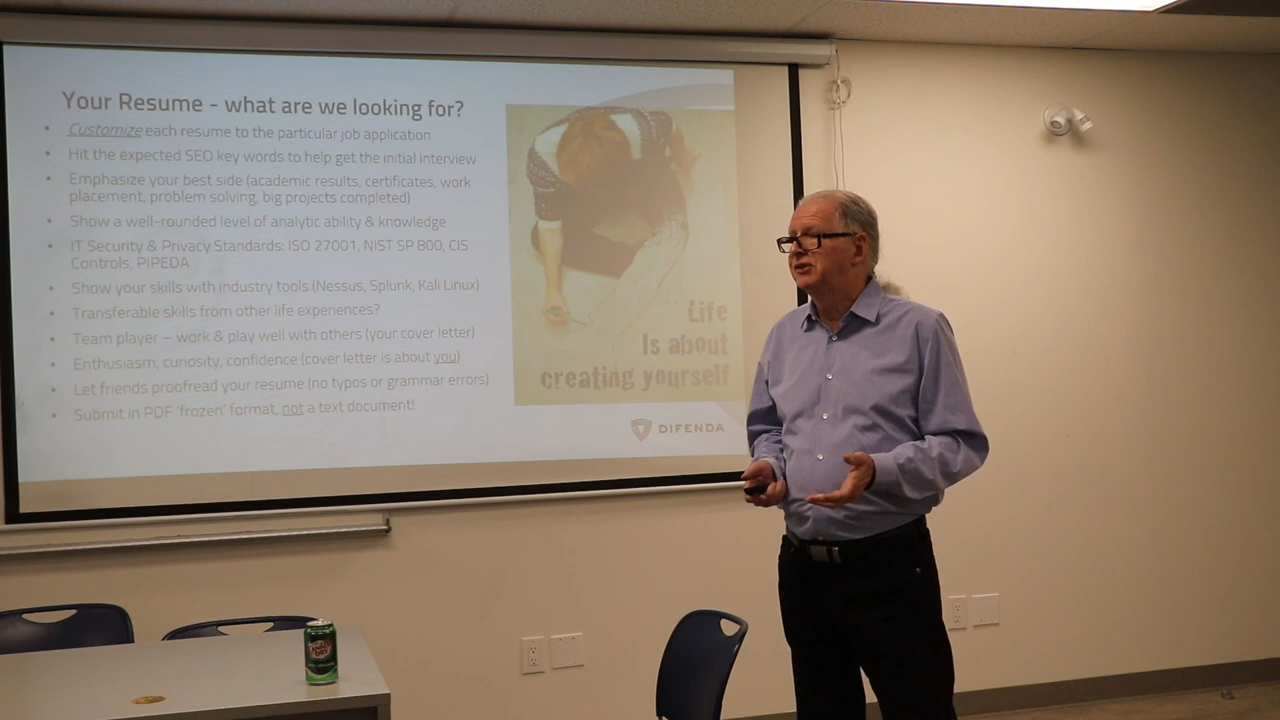 Your Resume - what are we looking for?
• Customize each resume to the particular job application
• Hit the expected SEO key words to help get the initial interview
• Emphasize your best side (academic results, certificates, work
placement, problem solving, big projects completed)
• Show a well-rounded level of analytic ability & knowledge
• IT Security & Privacy Standards: ISO 27001, NIST SP 800, CIS
Controls, PIPEDA
• Show your skills with industry tools (Nessus, Splunk, Kali Linux)
• Transferable skills from other life experiences?
• Team player – work & play well with others (your cover letter)
• Enthusiasm, curiosity, confidence (cover letter is about you)
• Let friends proofread your resume (no typos or grammar errors)
• Submit in PDF 'frozen' format, not a text document!
Life
Is about
creating yourself
DIFENDA
CANADA
DRY